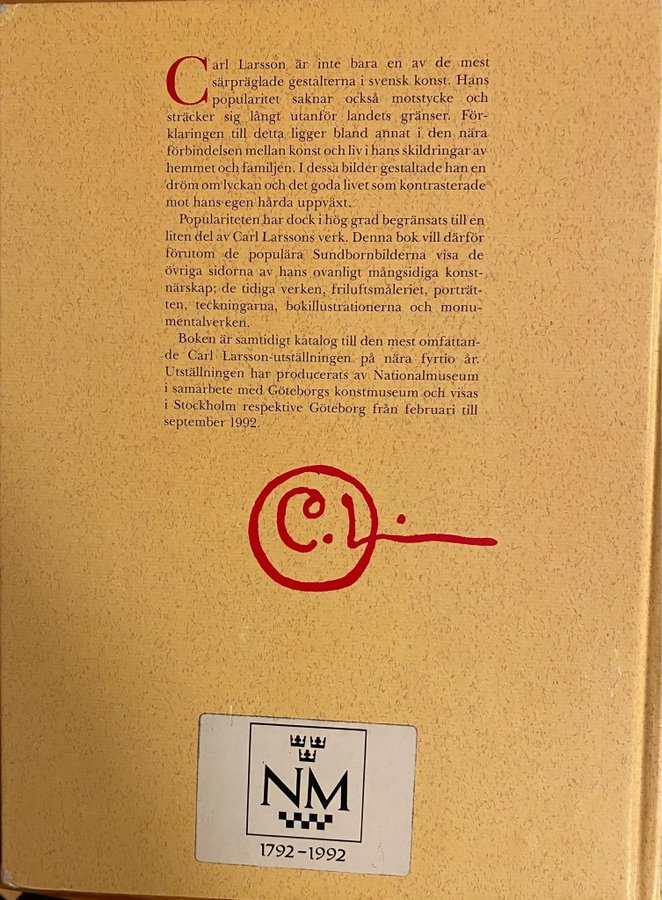 Carl Larsson är inte bara en av de mest
särpräglade gestalterna i svensk konst. Hans
popularitet saknar också motstycke och
sträcker sig långt utanför landets gränser. För-
klaringen till detta ligger bland annat i den nära
förbindelsen mellan konst och liv i hans skildringar av
hemmet och familjen. I dessa bilder gestaltade han en
dröm om lyckan och det goda livet som kontrasterade
mot hans egen hårda uppväxt.
Populariteten har dock i hög grad begränsats till en
liten del av Carl Larssons verk. Denna bok vill därför
förutom de populära Sundbornbilderna visa de
övriga sidorna av hans ovanligt mångsidiga konst-
närskap; de tidiga verken, friluftsmåleriet, porträt-
ten, teckningarna, bokillustrationerna och monu-
mentalverken.
Boken är samtidigt katalog till den mest omfattan-
de Carl Larsson-utställningen på nära fyrtio år.
Utställningen har producerats av Nationalmuseum
i samarbete med Göteborgs konstmuseum och visas
i Stockholm respektive Göteborg från februari till
september 1992.
C.L.
NM
1792–1992